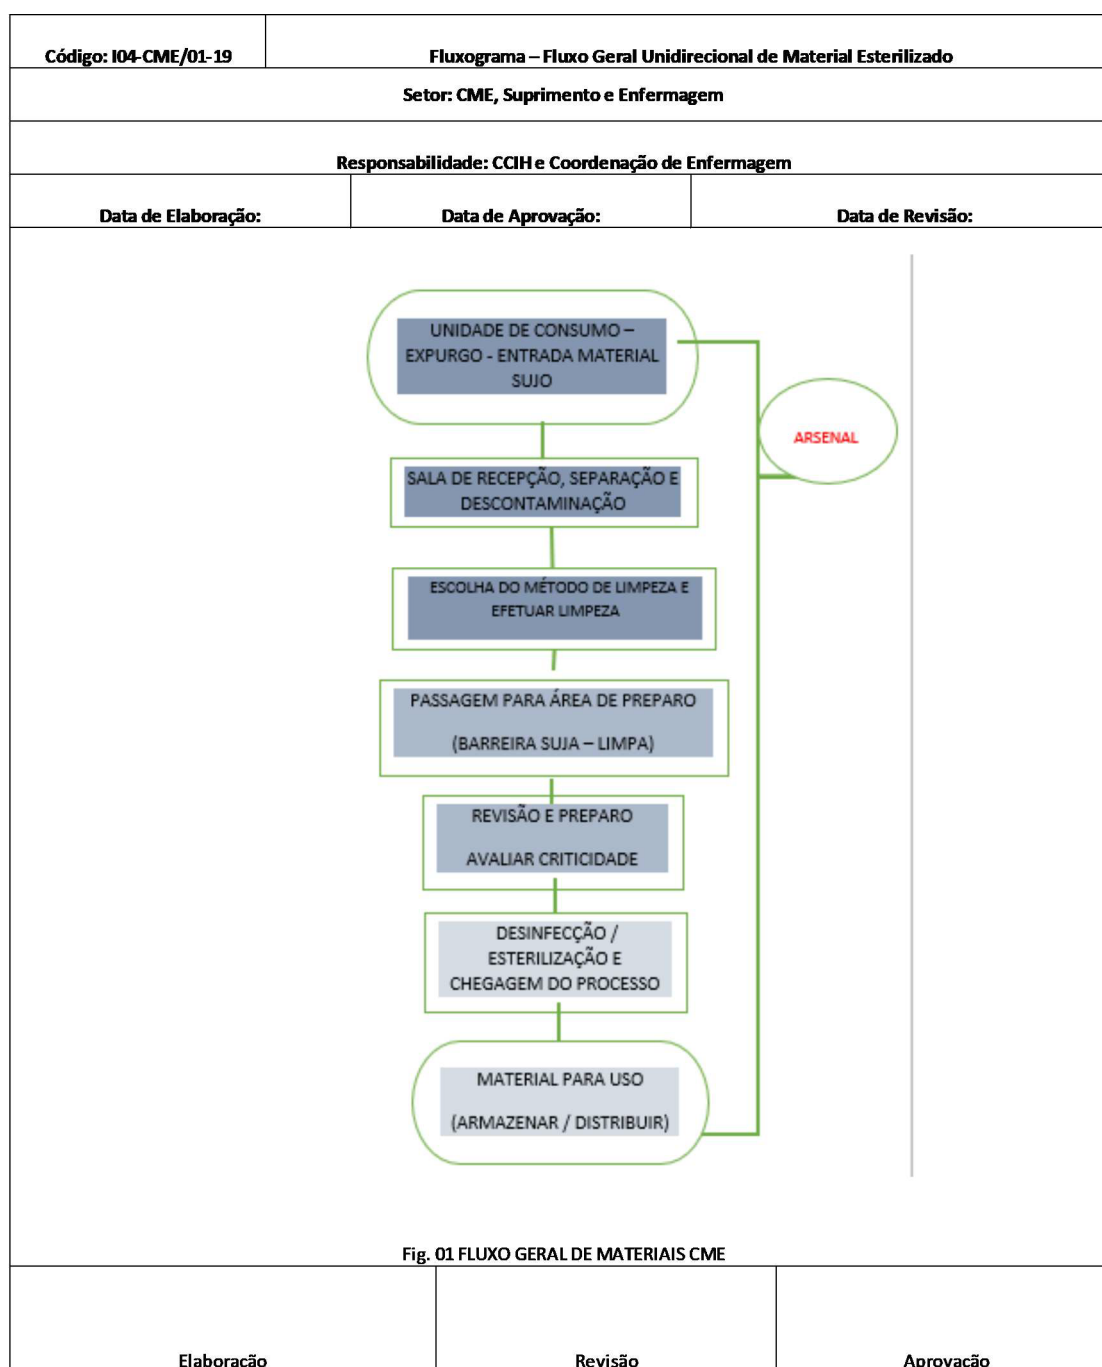 Código: I04-CME/01-19
Fluxograma – Fluxo Geral Unidirecional de Material Esterilizado
Setor: CME, Suprimento e Enfermagem
Responsabilidade: CCIH e Coordenação de Enfermagem
Data de Elaboração:
Data de Aprovação:
Data de Revisão:
UNIDADE DE CONSUMO –
EXPURGO - ENTRADA MATERIAL
SUJO
ARSENAL
SALA DE RECEPÇÃO, SEPARAÇÃO E
DESCONTAMINAÇÃO
ESCOLHA DO MÉTODO DE LIMPEZA E
EFETUAR LIMPEZA
PASSAGEM PARA ÁREA DE PREPARO
(BARREIRA SUJA – LIMPA)
REVISÃO E PREPARO
AVALIAR CRITICIDADE
DESINFECÇÃO /
ESTERILIZAÇÃO E
CHEGAGEM DO PROCESSO
MATERIAL PARA USO
(ARMAZENAR / DISTRIBUIR)
Fig. 01 FLUXO GERAL DE MATERIAIS CME
Elaboração
Revisão
Aprovação